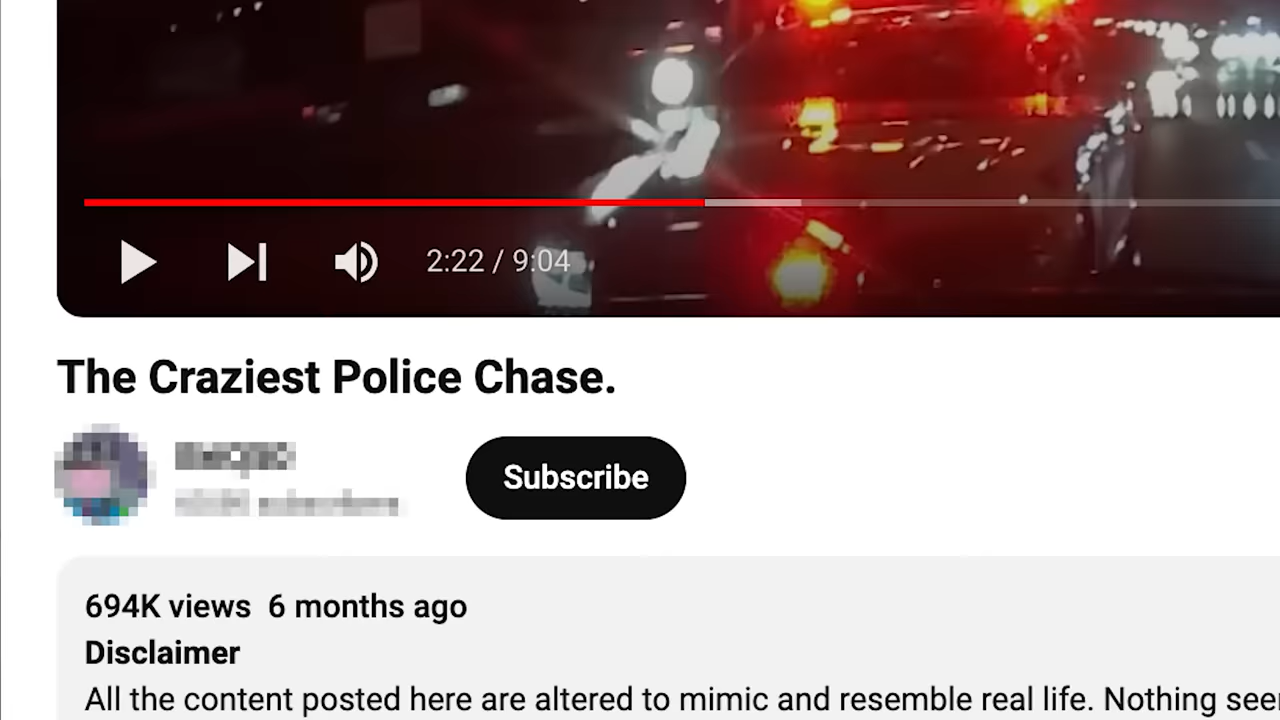 2:22 / 9:04
The Craziest Police Chase.
Subscribe
694K views 6 months ago
Disclaimer
All the content posted here are altered to mimic and resemble real life. Nothing